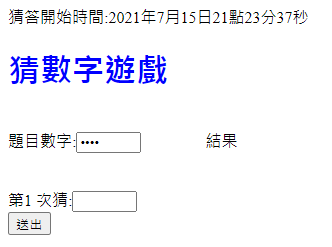 猜答開始時間:2021年7月15日21點23分37秒
猜數字遊戲
題目數字:•••• 結果
第1 次猜:
送出